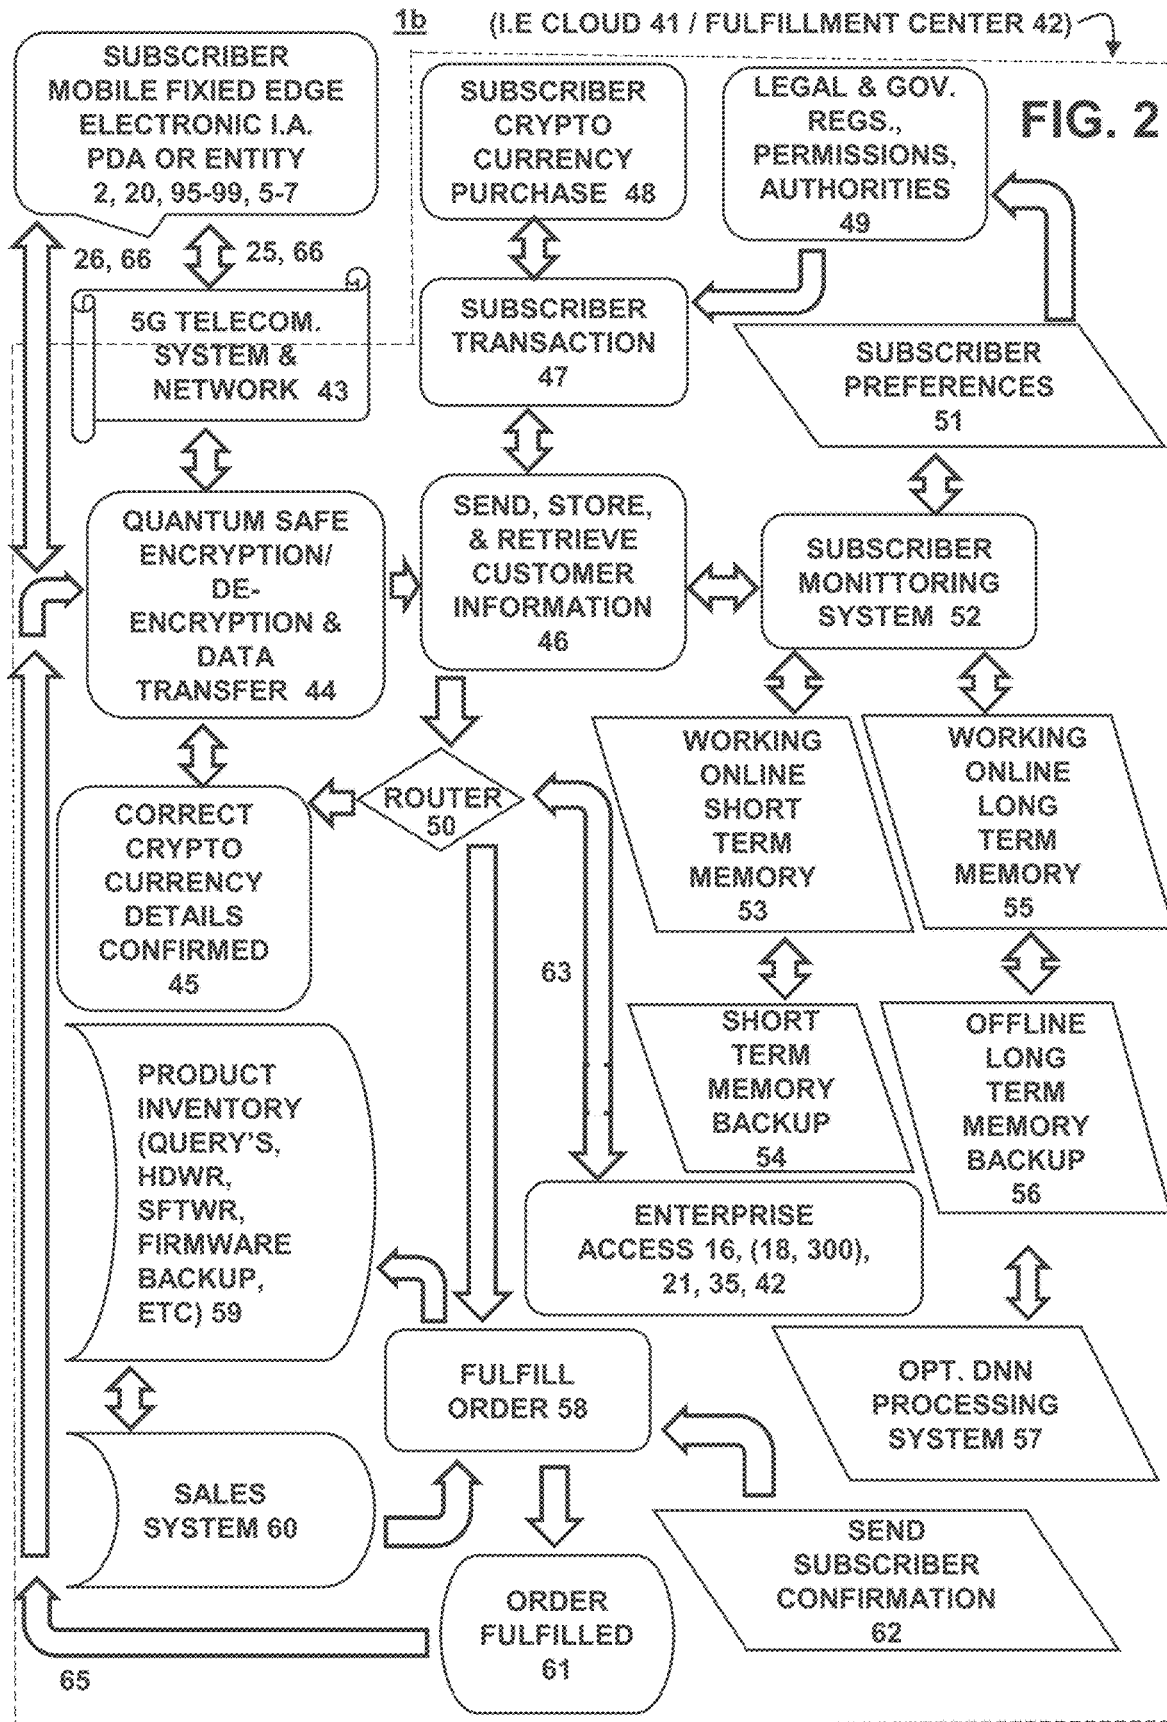 1b
(I.E CLOUD 41 / FULFILLMENT CENTER 42)
FIG. 2
SUBSCRIBER
MOBILE FIXIED EDGE
ELECTRONIC I.A.
PDA OR ENTITY
2, 20, 95-99, 5-7
SUBSCRIBER
CRYPTO
CURRENCY
PURCHASE 48
LEGAL & GOV.
REGS.,
PERMISSIONS,
AUTHORITIES
49
26, 66
25, 66
5G TELECOM.
SYSTEM &
NETWORK 43
SUBSCRIBER
TRANSACTION
47
SUBSCRIBER
PREFERENCES
51
QUANTUM SAFE
ENCRYPTION/
DE-
ENCRYPTION &
DATA
TRANSFER 44
SEND, STORE,
& RETRIEVE
CUSTOMER
INFORMATION
46
SUBSCRIBER
MONITTORING
SYSTEM 52
CORRECT
CRYPTO
CURRENCY
DETAILS
CONFIRMED
45
ROUTER
50
WORKING
ONLINE
SHORT
TERM
MEMORY
53
WORKING
ONLINE
LONG
TERM
MEMORY
55
63
SHORT
TERM
MEMORY
BACKUP
54
OFFLINE
LONG
TERM
MEMORY
BACKUP
56
PRODUCT
INVENTORY
(QUERY'S,
HDWR,
SFTWR,
FIRMWARE
BACKUP,
ETC) 59
ENTERPRISE
ACCESS 16, (18, 300),
21, 35, 42
FULFILL
ORDER 58
OPT. DNN
PROCESSING
SYSTEM 57
SALES
SYSTEM 60
SEND
SUBSCRIBER
CONFIRMATION
62
ORDER
FULFILLED
61
65